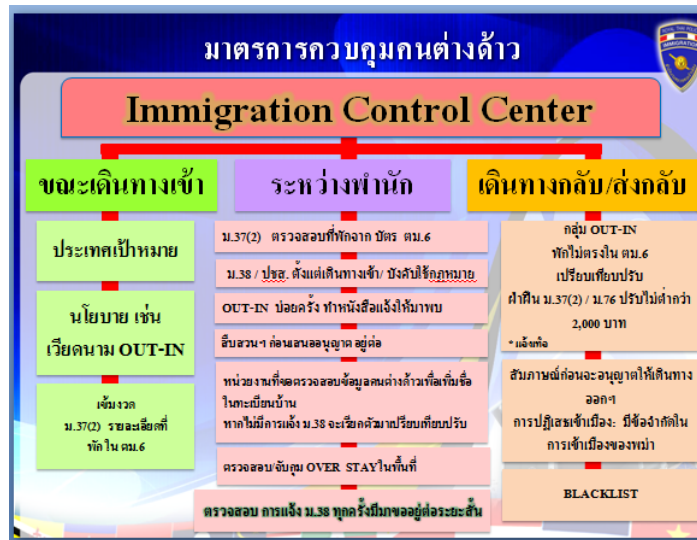 มาตรการควบคุมคนต่างด้าว
IMMIGRATION
Immigration Control Center
ขณะเดินทางเข้า
ประเทศเป้าหมาย
นโยบาย เช่น
เวียดนาม OUT-IN
เข้มงวด
ม.37(2) รายละเอียดที่
พัก ใน ตม.6
ระหว่างพำนัก
ม.37(2) ตรวจสอบที่พักจาก บัตร ตม.6
ม.38 / ปชส. ตั้งแต่เดินทางเข้า/ บังคับใช้กฎหมาย
OUT-IN บ่อยครั้ง ทำหนังสือแจ้งให้มาพบ
สืบสวนฯ ก่อนเสนออนุญาต อยู่ต่อ
หน่วยงานที่ขอตรวจสอบข้อมูลคนต่างด้าวเพื่อเพิ่มชื่อ
ในทะเบียนบ้าน
หากไม่มีการแจ้ง ม.38 จะเรียกตัวมาเปรียบเทียบปรับ
ตรวจสอบ/จับกุม OVER STAYในพื้นที่
ตรวจสอบ การแจ้ง ม.38 ทุกครั้งมีมาขออยู่ต่อระยะสั้น
เดินทางกลับ/ส่งกลับ
กลุ่ม OUT-IN
พักไม่ตรงใน ตม.6
เปรียบเทียบปรับ
ฝ่าฝืน ม.37(2) / ม.76 ปรับไม่ต่ำกว่า
2,000 บาท
สัมภาษณ์ก่อนจะอนุญาตให้เดินทาง
ออกฯ
การปฏิเสธเข้าเมือง: มีข้อจำกัดใน
การเข้าเมืองของพม่า
BLACKLIST